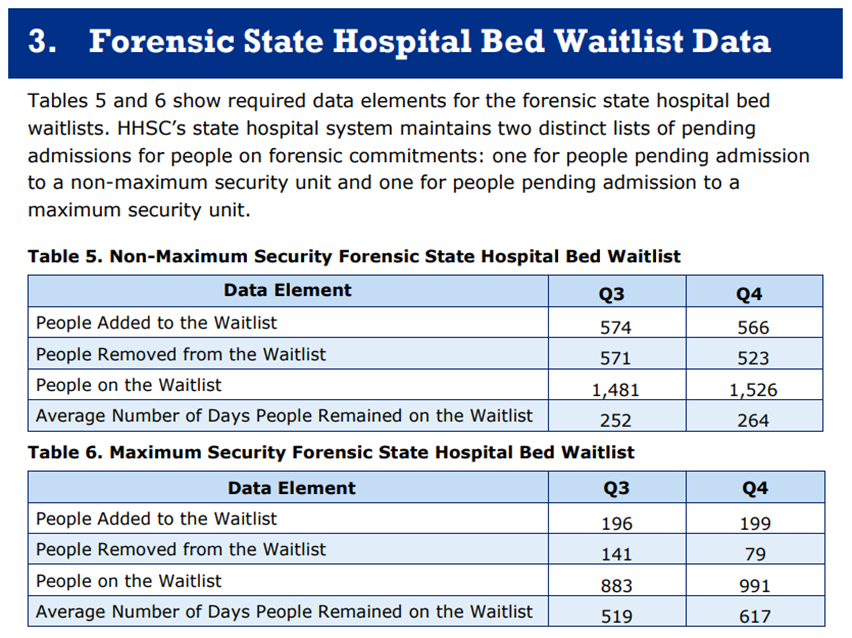 3. Forensic State Hospital Bed Waitlist Data
Tables 5 and 6 show required data elements for the forensic state hospital bed
waitlists. HHSC’s state hospital system maintains two distinct lists of pending
admissions for people on forensic commitments: one for people pending admission
to a non-maximum security unit and one for people pending admission to a
maximum security unit.
Table 5. Non-Maximum Security Forensic State Hospital Bed Waitlist
Data Element Q3 Q4
People Added to the Waitlist 574 566
People Removed from the Waitlist 571 523
People on the Waitlist 1,481 1,526
Average Number of Days People Remained on the Waitlist 252 264
Table 6. Maximum Security Forensic State Hospital Bed Waitlist
Data Element Q3 Q4
People Added to the Waitlist 196 199
People Removed from the Waitlist 141 79
People on the Waitlist 883 991
Average Number of Days People Remained on the Waitlist 519 617